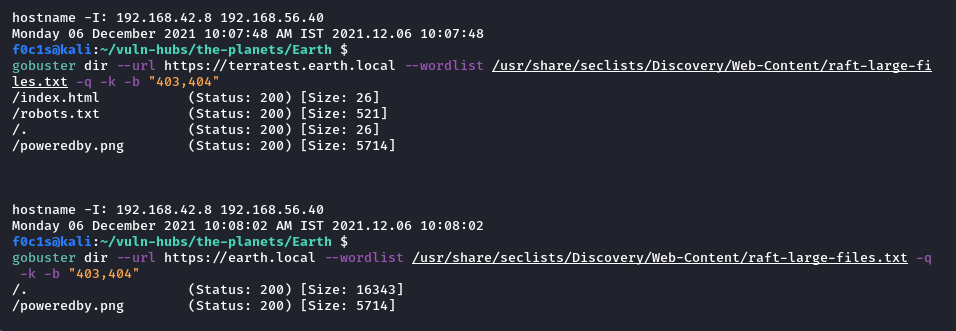 hostname -I: 192.168.42.8 192.168.56.40
Monday 06 December 2021 10:07:48 AM IST 2021.12.06 10:07:48
f0c1s@kali:~/vuln-hubs/the-planets/Earth $
gobuster dir --url https://terratest.earth.local --wordlist /usr/share/seclists/Discovery/Web-Content/raft-large-fi
les.txt -q -k -b "403,404"
/index.html (Status: 200) [Size: 26]
/robots.txt (Status: 200) [Size: 521]
/. (Status: 200) [Size: 26]
/poweredby.png (Status: 200) [Size: 5714]
hostname -I: 192.168.42.8 192.168.56.40
Monday 06 December 2021 10:08:02 AM IST 2021.12.06 10:08:02
f0c1s@kali:~/vuln-hubs/the-planets/Earth $
gobuster dir --url https://earth.local --wordlist /usr/share/seclists/Discovery/Web-Content/raft-large-files.txt -q
-k -b "403,404"
/. (Status: 200) [Size: 16343]
/poweredby.png (Status: 200) [Size: 5714]